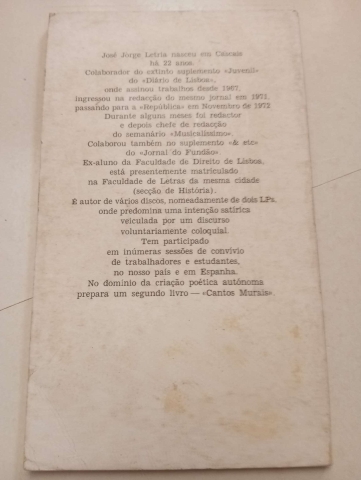 José Jorge Letria nasceu em Cascais
há 22 anos.
Colaborador do extinto suplemento «Juvenil»
do «Diário de Lisboa»,
onde assinou trabalhos desde 1967.
Ingressou na redacção do mesmo jornal em 1971,
passando para a «República» em Novembro de 1972
Durante alguns meses foi redactor
e depois chefe de redacção
do semanário «Musicalíssimo».
Colaborou também no suplemento «& etc»
do «Jornal do Fundão».
Ex-aluno da Faculdade de Direito de Lisboa,
está presentemente matriculado
na Faculdade de Letras da mesma cidade
(secção de História).
É autor de vários discos, nomeadamente de dois LPs.
onde predomina uma intenção satírica
veiculada por um discurso
voluntariamente coloquial.
Tem participado
em inúmeras sessões de convívio
de trabalhadores e estudantes,
no nosso país e em Espanha.
No domínio da criação poética autónoma
prepara um segundo livro — «Cantos Murais».